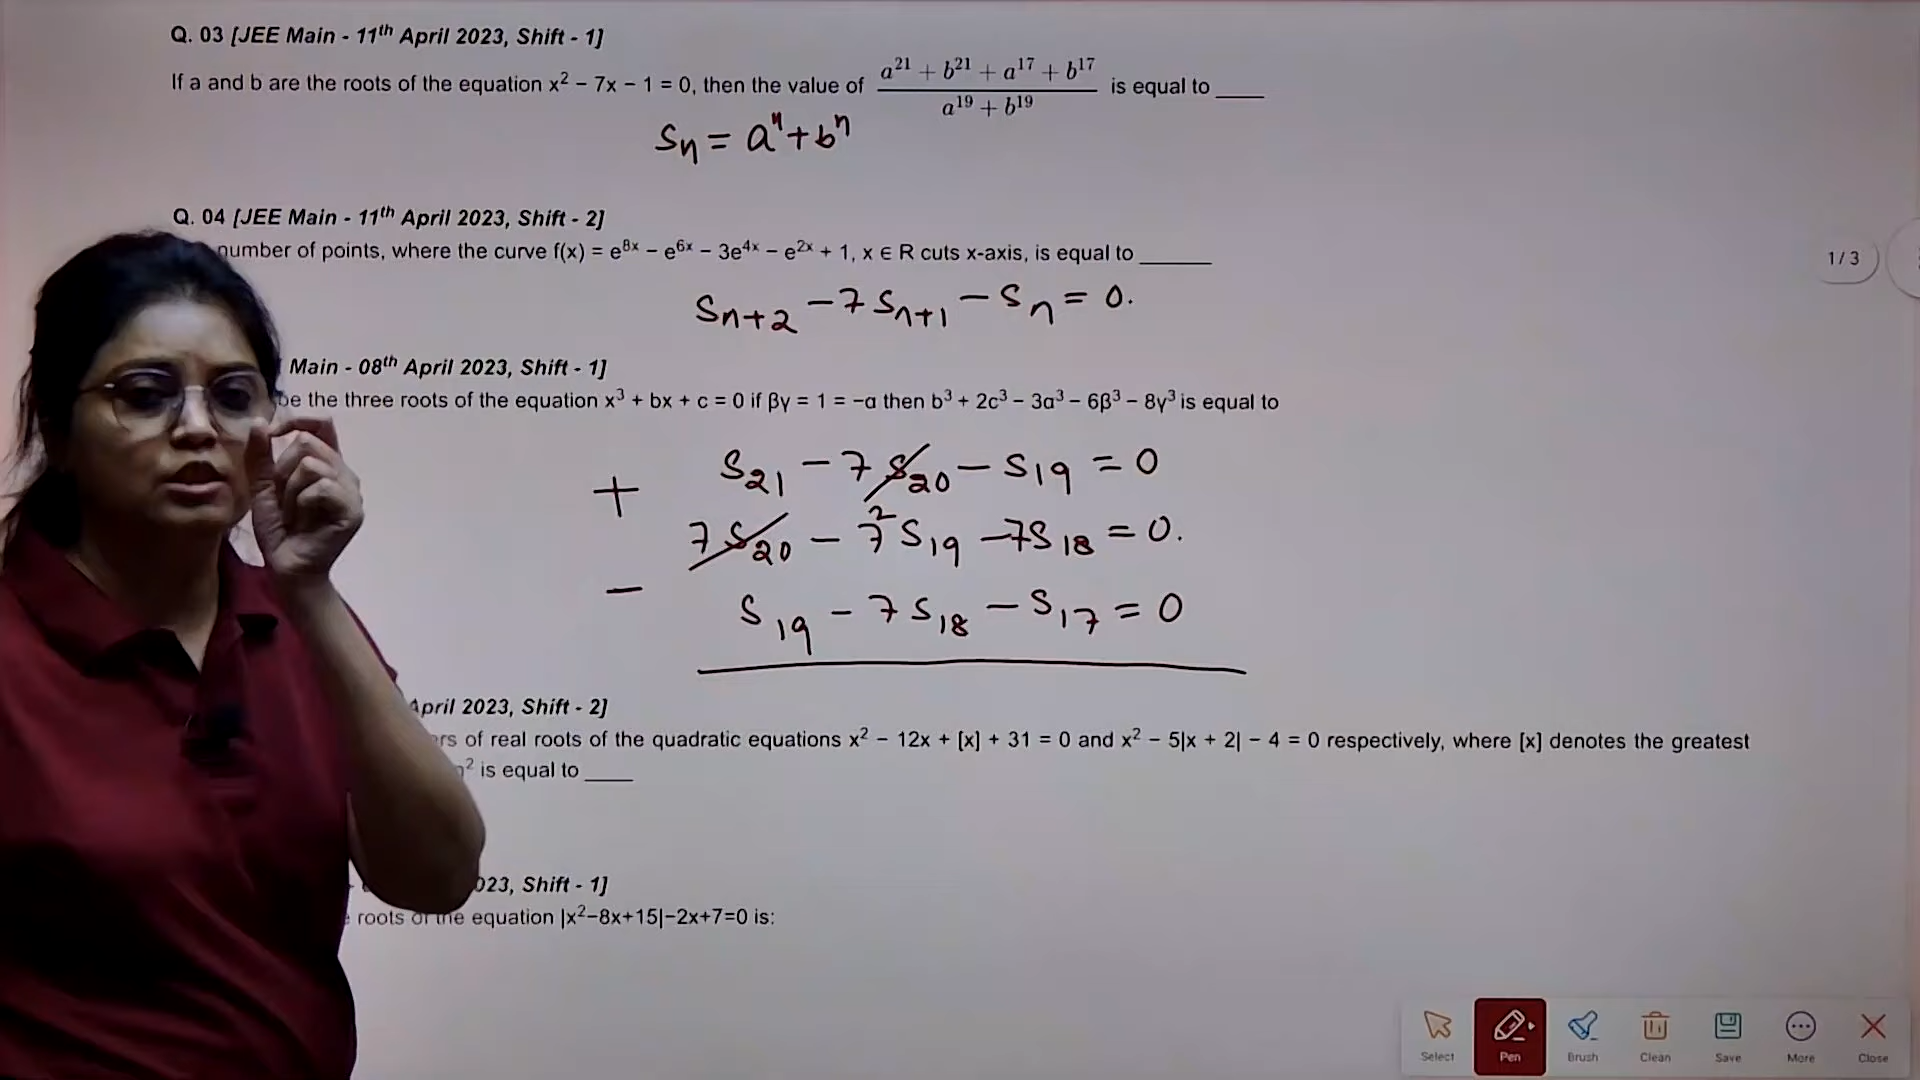 Q. 03 [JEE Main - 11th April 2023, Shift - 1]
If a and b are the roots of the equation x² − 7x − 1 = 0, then the value of (a²¹ + b²¹ + a¹⁷ + b¹⁷)/(a¹⁹ + b¹⁹) is equal to ____
Sₙ = aⁿ + bⁿ
Q. 04 [JEE Main - 11th April 2023, Shift - 2]
number of points, where the curve f(x) = e⁸ˣ − e⁶ˣ − 3e⁴ˣ − e²ˣ + 1, x ∈ R cuts x-axis, is equal to ______
Sₙ₊₂ − 7Sₙ₊₁ − Sₙ = 0.
Main - 08th April 2023, Shift - 1]
be the three roots of the equation x³ + bx + c = 0 if βγ = 1 = −α then b³ + 2c³ − 3α³ − 6β³ − 8γ³ is equal to
S₂₁ − 7S₂₀ − S₁₉ = 0
+
7S₂₀ − 7²S₁₉ − 7S₁₈ = 0.
−
S₁₉ − 7S₁₈ − S₁₇ = 0
April 2023, Shift - 2]
of real roots of the quadratic equations x² − 12x + [x] + 31 = 0 and x² − 5|x + 2| − 4 = 0 respectively, where [x] denotes the greatest
² is equal to ____
023, Shift - 1]
roots of the equation |x²−8x+15|−2x+7=0 is:
1 / 3
Select Pen Brush Clean Save More Close